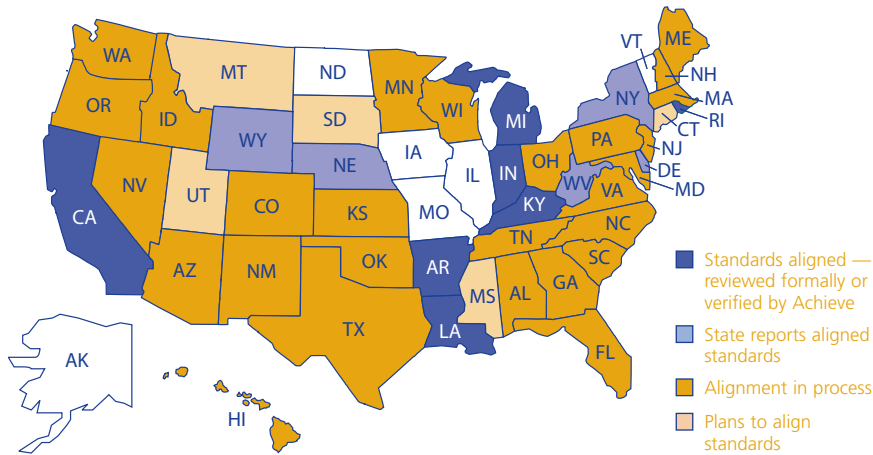 WA
OR
ID
MT
ND
SD
MN
WI
MI
WY
NE
IA
IL
IN
OH
PA
NY
VT
ME
NH
MA
RI
CT
NJ
DE
MD
WV
VA
KY
NC
TN
SC
CA
NV
UT
CO
KS
MO
AR
OK
AZ
NM
TX
LA
MS
AL
GA
FL
AK
HI
Standards aligned —
reviewed formally or
verified by Achieve
State reports aligned
standards
Alignment in process
Plans to align
standards